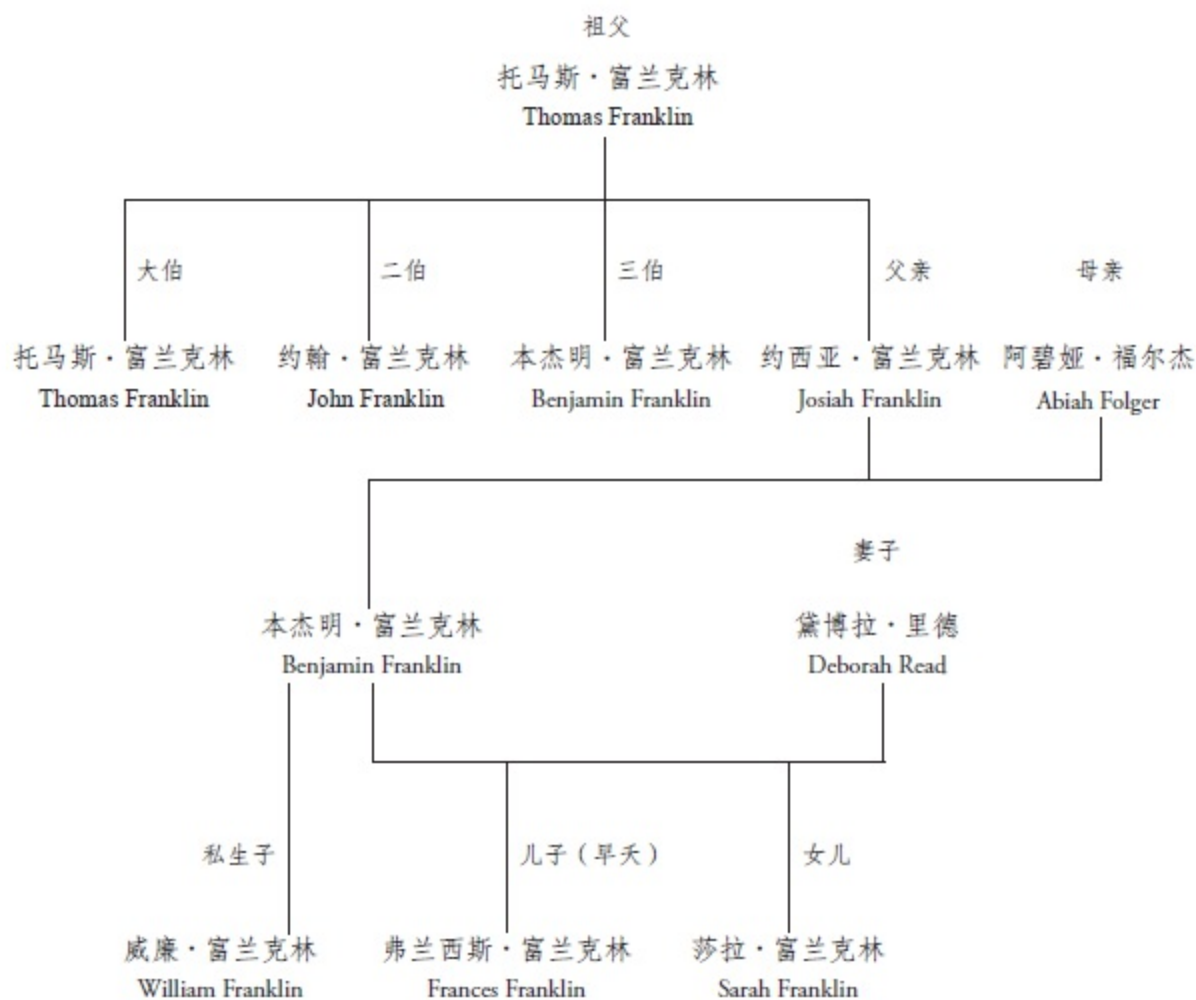 祖父
托马斯·富兰克林
Thomas Franklin
大伯 二伯 三伯 父亲 母亲
托马斯·富兰克林 约翰·富兰克林 本杰明·富兰克林 约西亚·富兰克林 阿碧娅·福尔杰
Thomas Franklin John Franklin Benjamin Franklin Josiah Franklin Abiah Folger
妻子
本杰明·富兰克林 黛博拉·里德
Benjamin Franklin Deborah Read
私生子 儿子（早夭） 女儿
威廉·富兰克林 弗兰西斯·富兰克林 莎拉·富兰克林
William Franklin Frances Franklin Sarah Franklin